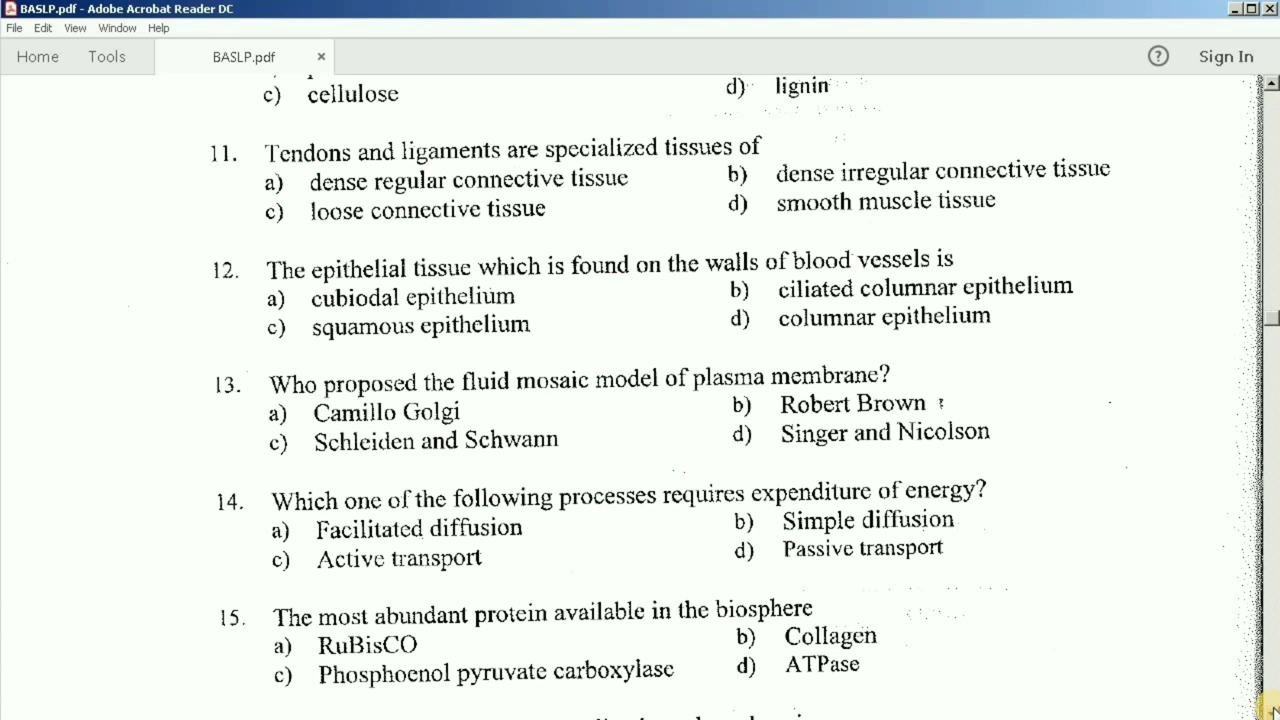 BASLP.pdf - Adobe Acrobat Reader DC
File Edit View Window Help
Home Tools BASLP.pdf × ? Sign In
c) cellulose d) lignin
11. Tendons and ligaments are specialized tissues of
a) dense regular connective tissue b) dense irregular connective tissue
c) loose connective tissue d) smooth muscle tissue
12. The epithelial tissue which is found on the walls of blood vessels is
a) cubiodal epithelium b) ciliated columnar epithelium
c) squamous epithelium d) columnar epithelium
13. Who proposed the fluid mosaic model of plasma membrane?
a) Camillo Golgi b) Robert Brown
c) Schleiden and Schwann d) Singer and Nicolson
14. Which one of the following processes requires expenditure of energy?
a) Facilitated diffusion b) Simple diffusion
c) Active transport d) Passive transport
15. The most abundant protein available in the biosphere
a) RuBisCO b) Collagen
c) Phosphoenol pyruvate carboxylase d) ATPase